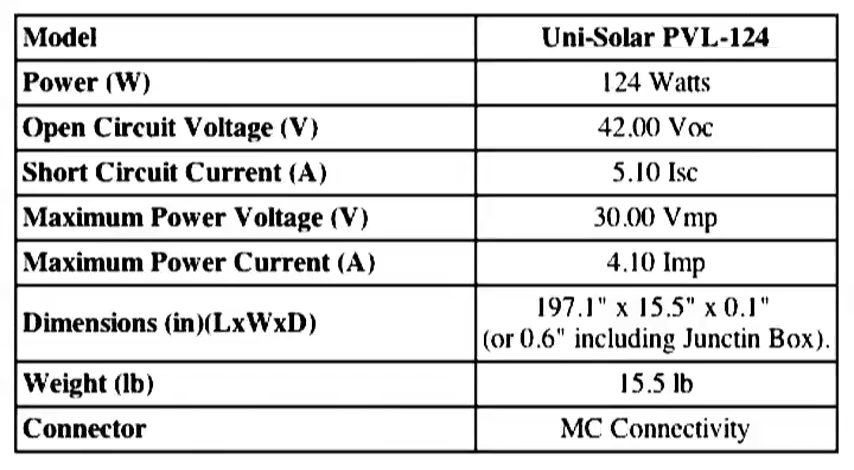 Model Uni-Solar PVL-124
Power (W) 124 Watts
Open Circuit Voltage (V) 42.00 Voc
Short Circuit Current (A) 5.10 Isc
Maximum Power Voltage (V) 30.00 Vmp
Maximum Power Current (A) 4.10 Imp
Dimensions (in)(LxWxD) 197.1" x 15.5" x 0.1"
(or 0.6" including Junctin Box).
Weight (lb) 15.5 lb
Connector MC Connectivity